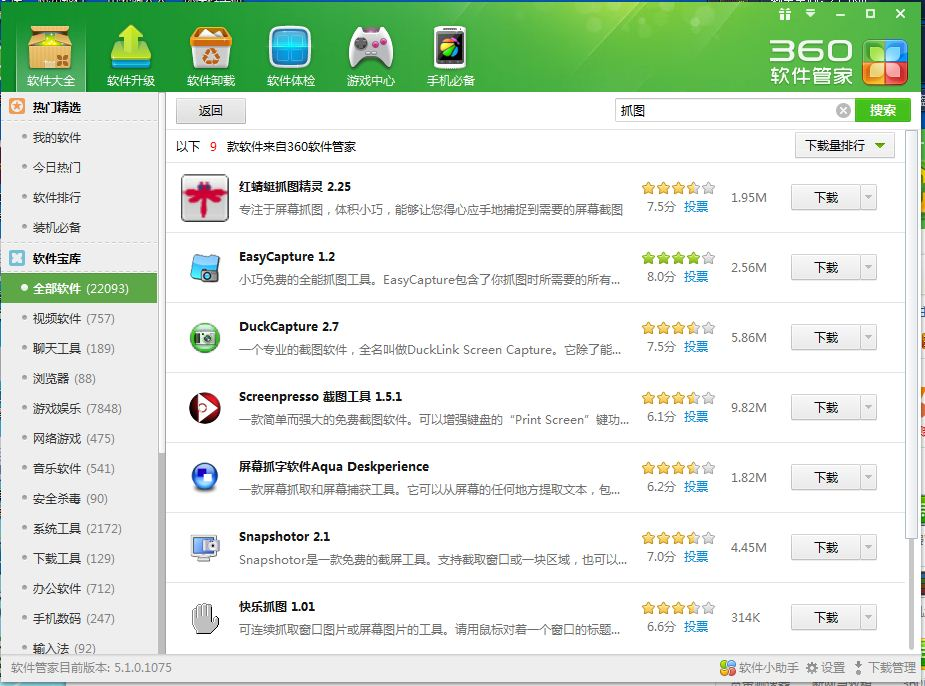 软件大全
软件升级
软件卸载
软件体检
游戏中心
手机必备
360
软件管家
热门精选
我的软件
今日热门
软件排行
装机必备
软件宝库
全部软件 (22093)
视频软件 (757)
聊天工具 (189)
浏览器 (88)
游戏娱乐 (7848)
网络游戏 (475)
音乐软件 (541)
安全杀毒 (90)
系统工具 (2172)
下载工具 (129)
办公软件 (712)
手机数码 (247)
输入法 (92)
返回
抓图
搜索
以下 9 款软件来自360软件管家
下载量排行
红蜻蜓抓图精灵 2.25
专注于屏幕抓图，体积小巧，能够让您得心应手地捕捉到需要的屏幕截图
7.5分 投票
1.95M
下载
EasyCapture 1.2
小巧免费的全能抓图工具。EasyCapture包含了你抓图时所需要的所有...
8.0分 投票
2.56M
下载
DuckCapture 2.7
一个专业的截图软件，全名叫做DuckLink Screen Capture。它除了能...
7.5分 投票
5.86M
下载
Screenpresso 截图工具 1.5.1
一款简单而强大的免费截图软件。可以增强键盘的“Print Screen”键功...
6.1分 投票
9.82M
下载
屏幕抓字软件Aqua Deskperience
一款屏幕抓取和屏幕捕获工具。它可以从屏幕的任何地方提取文本，包...
6.2分 投票
1.82M
下载
Snapshotor 2.1
Snapshotor是一款免费的截屏工具。支持截取窗口或一块区域，也可以...
7.0分 投票
4.45M
下载
快乐抓图 1.01
可连续抓取窗口图片或屏幕图片的工具。请用鼠标对着一个窗口的标题...
6.6分 投票
314K
下载
软件管家目前版本: 5.1.0.1075
软件小助手
设置
下载管理